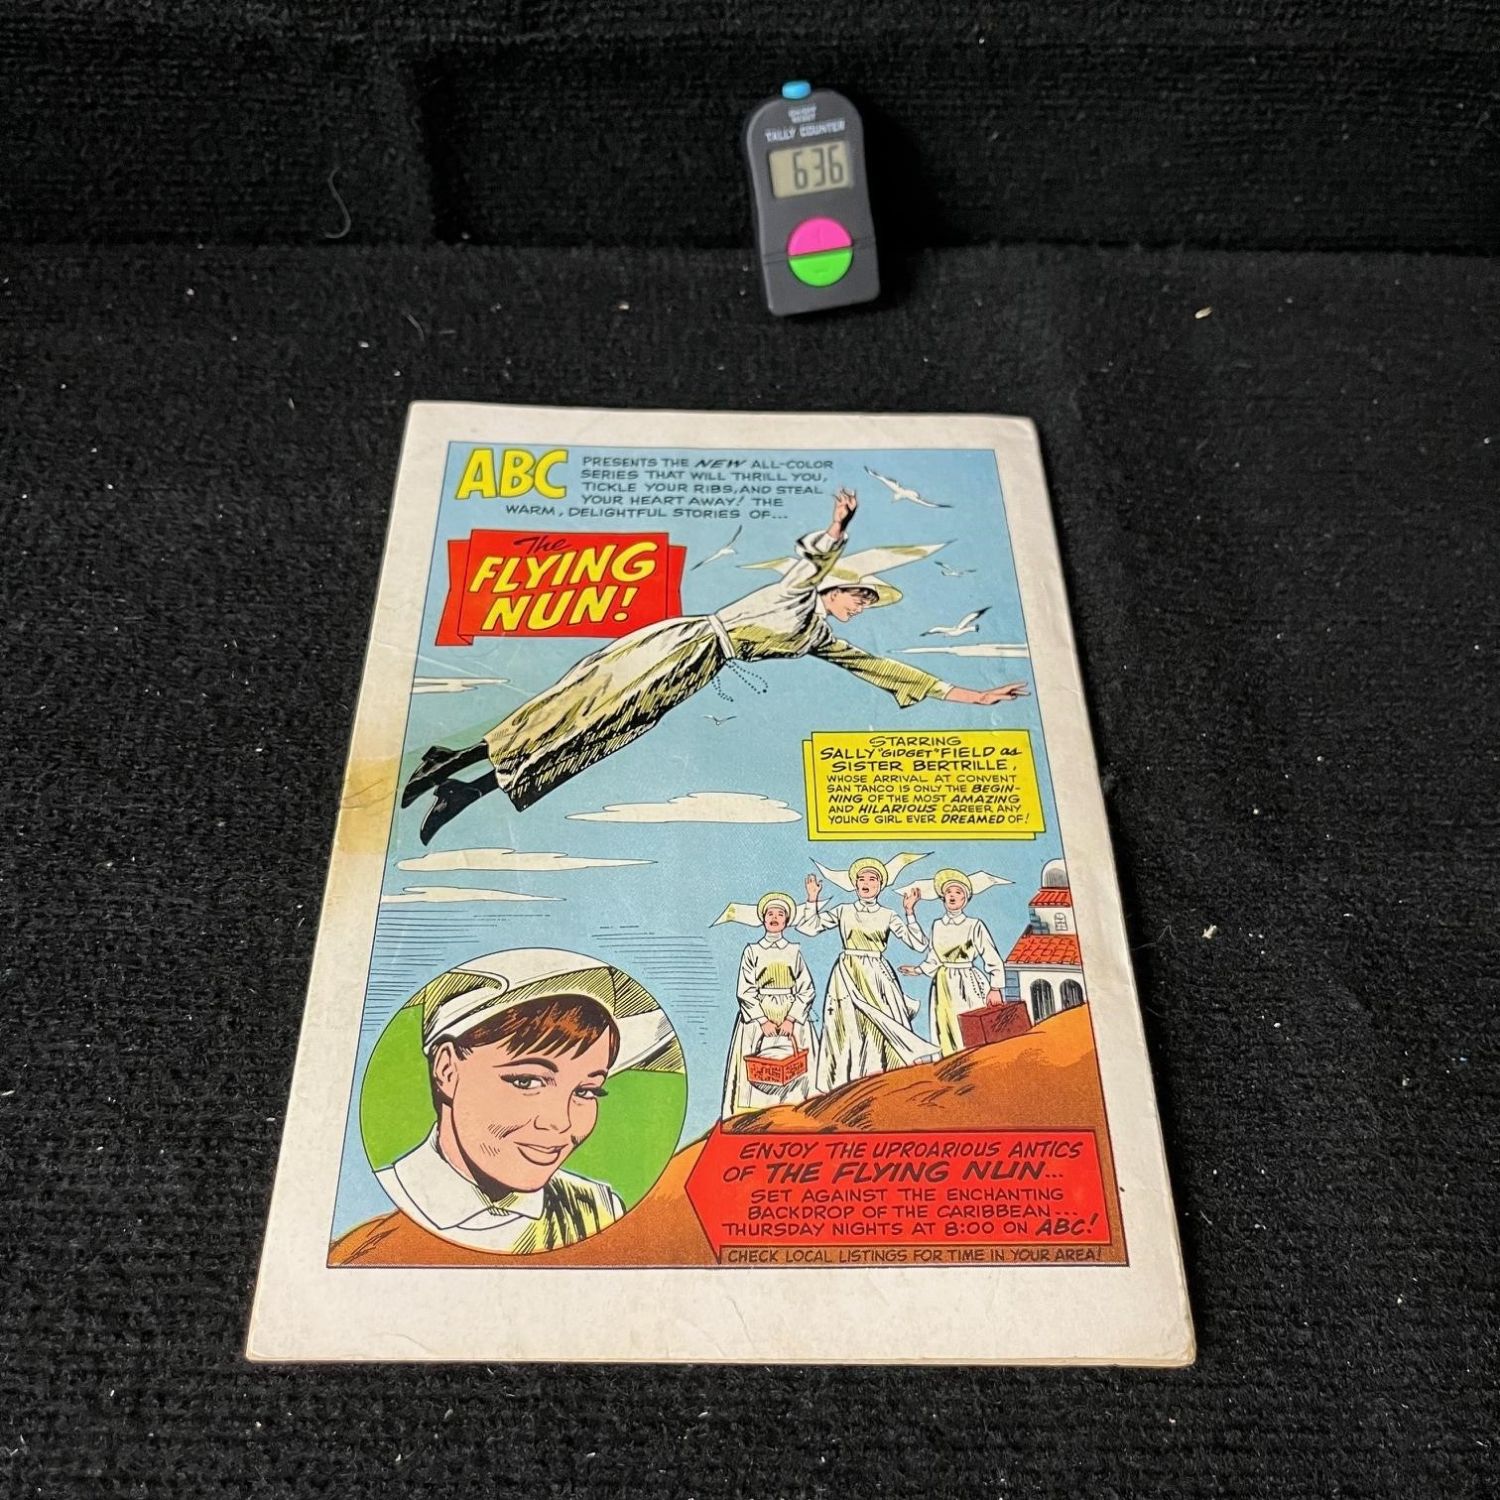 TALLY COUNTER
636
ABC PRESENTS THE NEW ALL-COLOR
SERIES THAT WILL THRILL YOU,
TICKLE YOUR RIBS, AND STEAL
YOUR HEART AWAY! THE
WARM, DELIGHTFUL STORIES OF...
The
FLYING
NUN!
STARRING
SALLY "GIDGET" FIELD as
SISTER BERTRILLE,
WHOSE ARRIVAL AT CONVENT
SAN TANCO IS ONLY THE BEGIN-
NING OF THE MOST AMAZING
AND HILARIOUS CAREER ANY
YOUNG GIRL EVER DREAMED OF!
ENJOY THE UPROARIOUS ANTICS
OF THE FLYING NUN...
SET AGAINST THE ENCHANTING
BACKDROP OF THE CARIBBEAN...
THURSDAY NIGHTS AT 8:00 ON ABC!
CHECK LOCAL LISTINGS FOR TIME IN YOUR AREA!